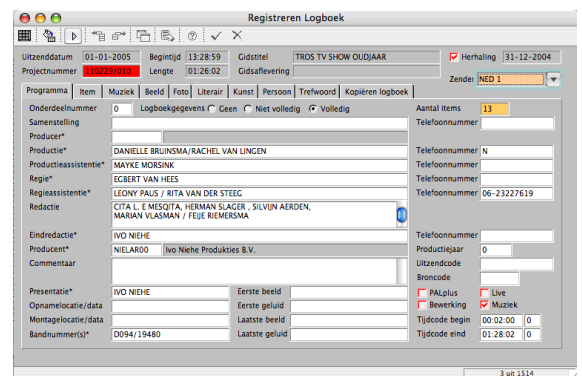 Registreren Logboek
Uitzenddatum 01-01-2005 Begintijd 13:28:59 Gidstitel TROS TV SHOW OUDJAAR Herhaling 31-12-2004
Projectnummer 110229/010 Lengte 01:26:02 Gidsaflevering
Zender NED 1
Programma Item Muziek Beeld Foto Literair Kunst Persoon Trefwoord Kopiëren logboek
Onderdeelnummer 0 Logboekgegevens Geen Niet volledig Volledig Aantal items 13
Samenstelling Telefoonnummer
Producer*
Productie* DANIELLE BRUINSMA/RACHEL VAN LINGEN Telefoonnummer N
Productieassistentie* MAYKE MORSINK Telefoonnummer
Regie* EGBERT VAN HEES Telefoonnummer
Regieassistentie* LEONY PAUS / RITA VAN DER STEEG Telefoonnummer 06-23227619
Redactie CITA L. E MESQITA, HERMAN SLAGER , SILVIJN AERDEN,
MARIAN VLASMAN / FEIJE RIEMERSMA
Eindredactie* IVO NIEHE Telefoonnummer
Producent* NIELAR00 Ivo Niehe Produkties B.V. Productiejaar 0
Commentaar Uitzendcode
Broncode
Presentatie* IVO NIEHE Eerste beeld PALplus Live
Opnamelocatie/data Eerste geluid Bewerking Muziek
Montagelocatie/data Laatste beeld Tijdcode begin 00:02:00 0
Bandnummer(s)* D094/19480 Laatste geluid Tijdcode eind 01:28:02 0
3 uit 1514